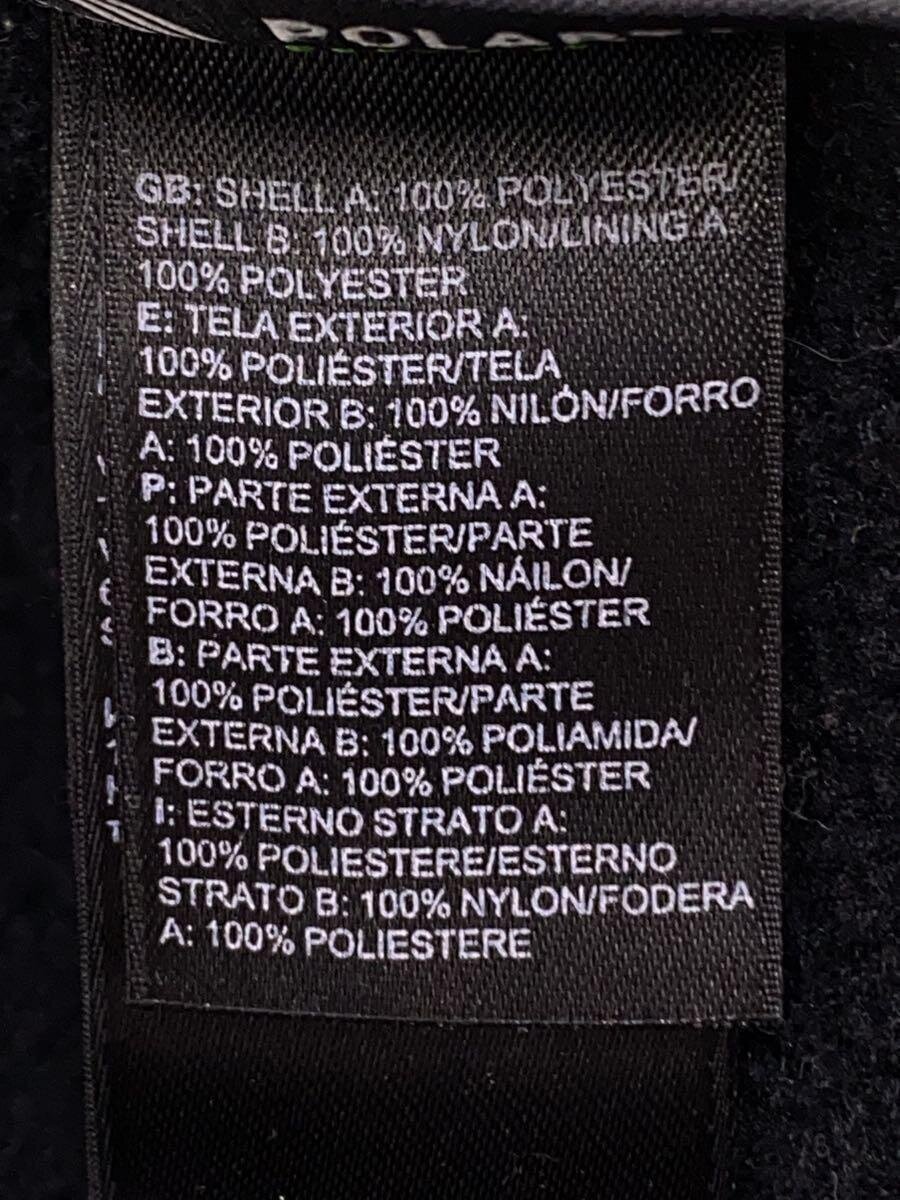 GB: SHELL A: 100% POLYESTER/
SHELL B: 100% NYLON/LINING A:
100% POLYESTER
E: TELA EXTERIOR A:
100% POLIÉSTER/TELA
EXTERIOR B: 100% NILÓN/FORRO
A: 100% POLIÉSTER
P: PARTE EXTERNA A:
100% POLIÉSTER/PARTE
EXTERNA B: 100% NÁILON/
FORRO A: 100% POLIÉSTER
B: PARTE EXTERNA A:
100% POLIÉSTER/PARTE
EXTERNA B: 100% POLIAMIDA/
FORRO A: 100% POLIÉSTER
I: ESTERNO STRATO A:
100% POLIESTERE/ESTERNO
STRATO B: 100% NYLON/FODERA
A: 100% POLIESTERE